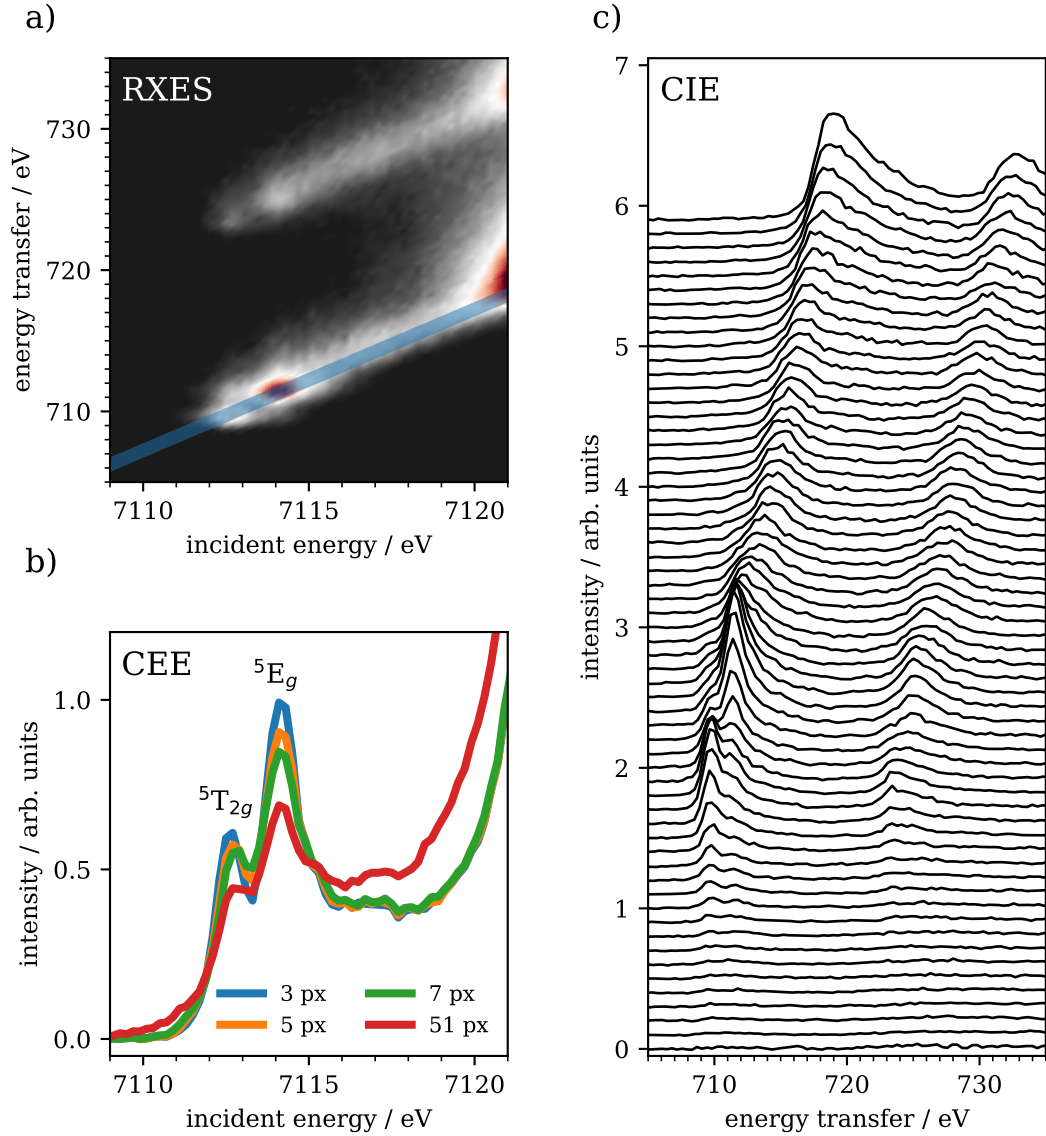 a)
RXES
730
720
710
energy transfer / eV
7110 7115 7120
incident energy / eV
b)
CEE
⁵E𝑔
⁵T₂𝑔
1.0
0.5
0.0
intensity / arb. units
3 px
5 px
7 px
51 px
7110 7115 7120
incident energy / eV
c)
CIE
7
6
5
4
3
2
1
0
intensity / arb. units
710 720 730
energy transfer / eV